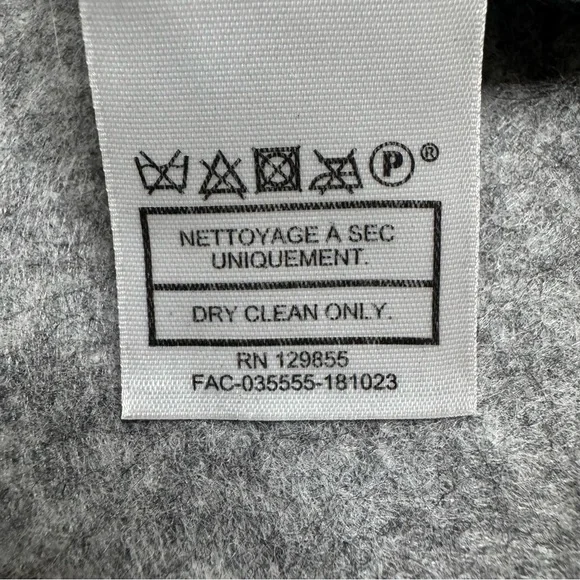 P ®
NETTOYAGE À SEC
UNIQUEMENT.
DRY CLEAN ONLY.
RN 129855
FAC-035555-181023